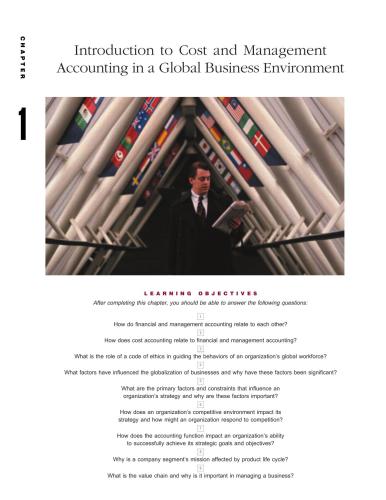 CHAPTER
1
Introduction to Cost and Management
Accounting in a Global Business Environment
LEARNING OBJECTIVES
After completing this chapter, you should be able to answer the following questions:
1
How do financial and management accounting relate to each other?
2
How does cost accounting relate to financial and management accounting?
3
What is the role of a code of ethics in guiding the behaviors of an organization's global workforce?
4
What factors have influenced the globalization of businesses and why have these factors been significant?
5
What are the primary factors and constraints that influence an
organization's strategy and why are these factors important?
6
How does an organization's competitive environment impact its
strategy and how might an organization respond to competition?
7
How does the accounting function impact an organization's ability
to successfully achieve its strategic goals and objectives?
8
Why is a company segment's mission affected by product life cycle?
9
What is the value chain and why is it important in managing a business?